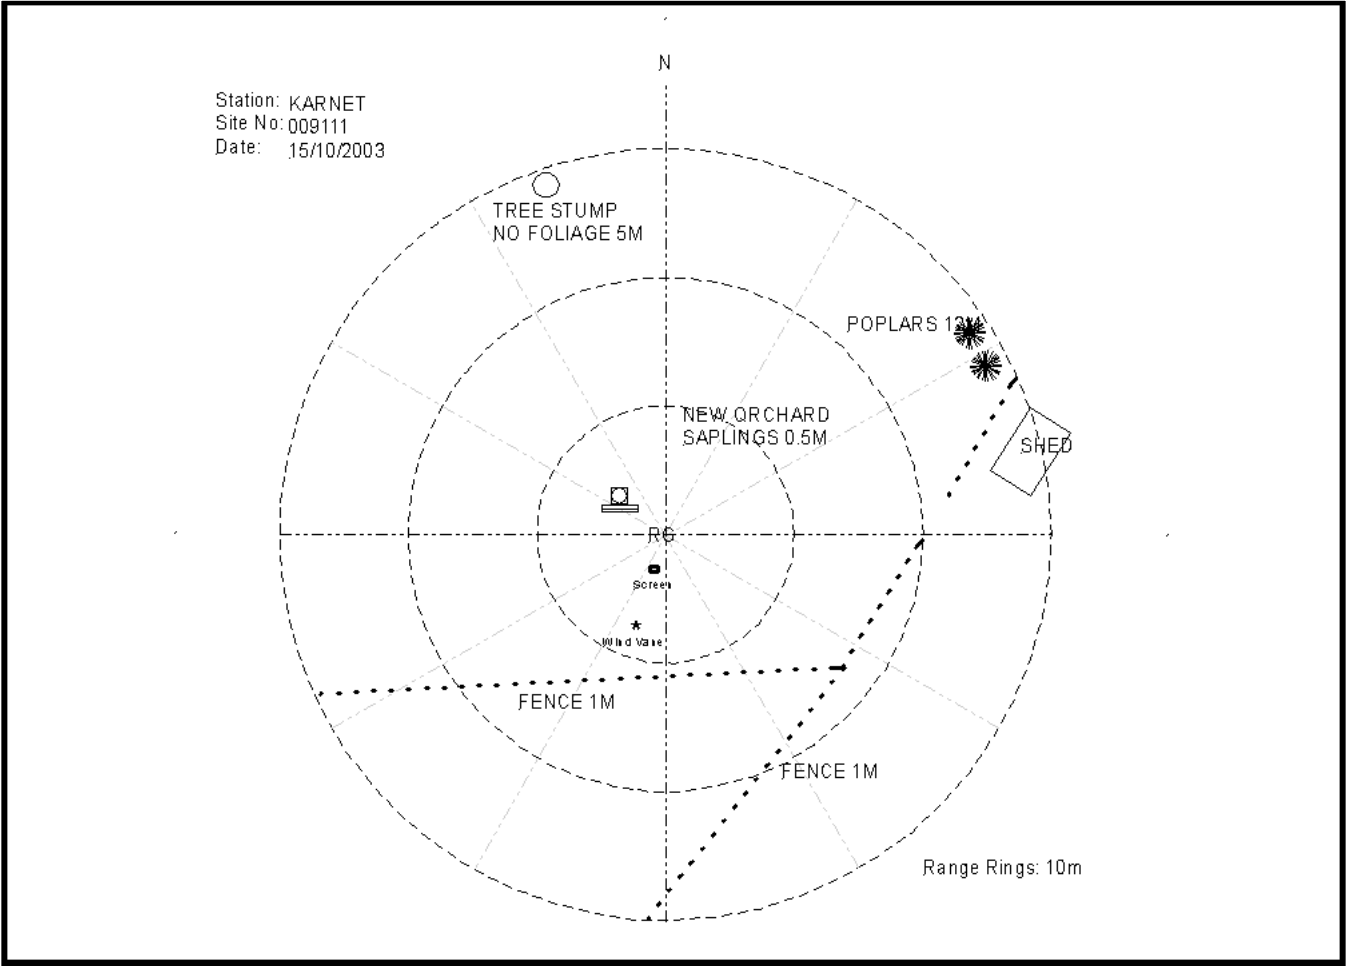 N
Station: KARNET
Site No: 009111
Date: 15/10/2003
TREE STUMP
NO FOLIAGE 5M
POPLARS
NEW ORCHARD
SAPLINGS 0.5M
SHED
RG
Screen
Wind Vane
FENCE 1M
FENCE 1M
Range Rings: 10m